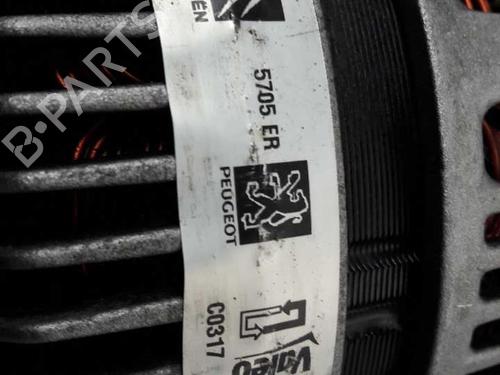 ËN
5705 ER
PEUGEOT
C0317
Valeo
B-PARTS